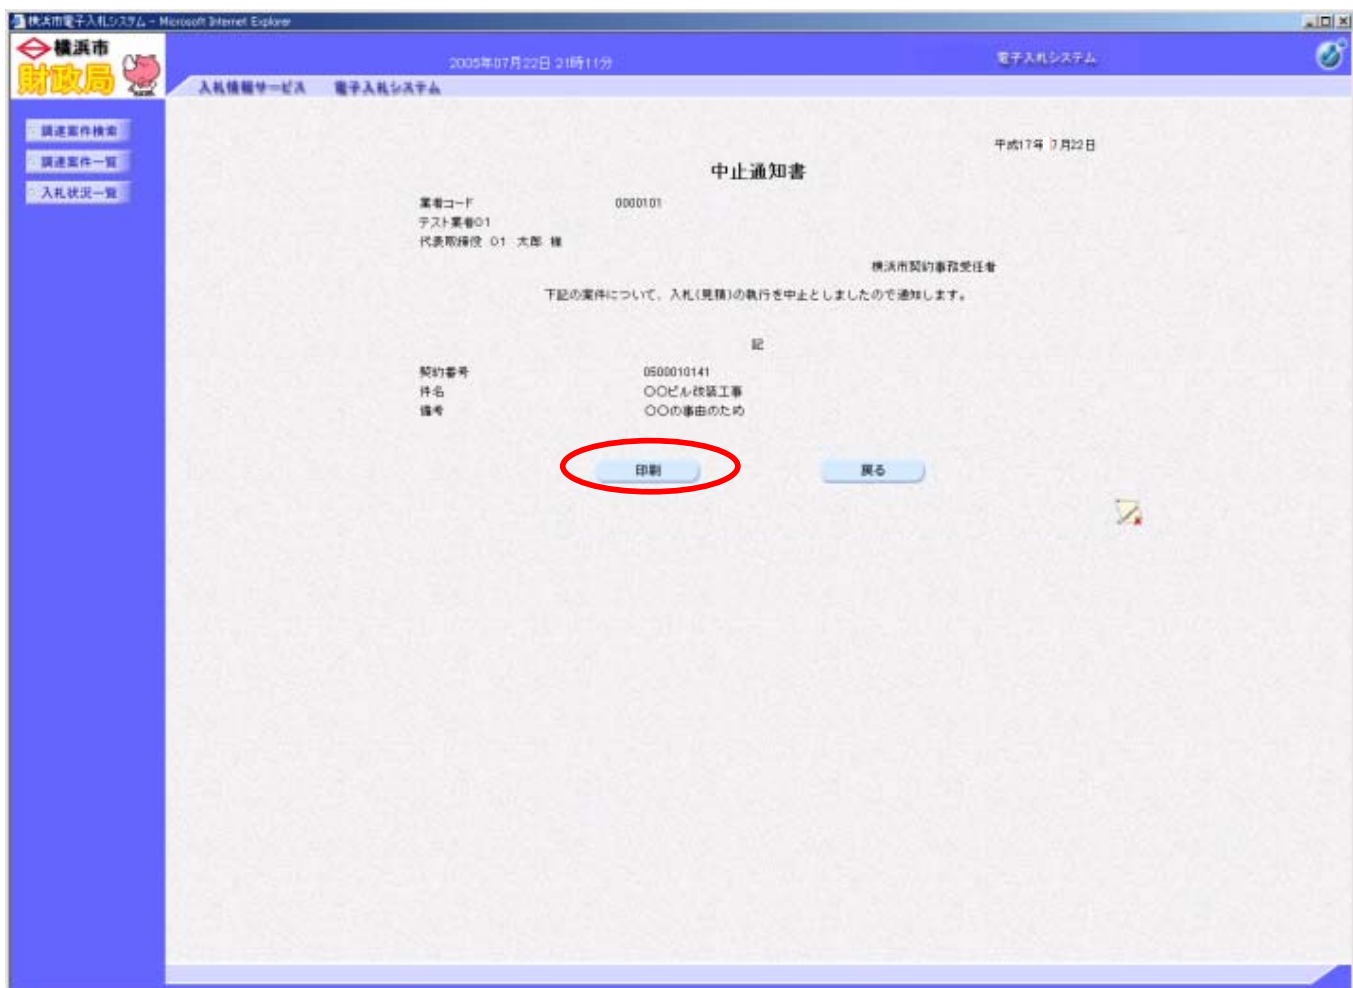 横浜市電子入札システム - Microsoft Internet Explorer
横浜市
財政局
2005年07月22日 21時11分
電子入札システム
入札情報サービス 電子入札システム
調達案件検索
調達案件一覧
入札状況一覧
平成17年 7月22日
中止通知書
業者コード 0000101
テスト業者01
代表取締役 01 太郎 様
横浜市契約事務受任者
下記の案件について、入札(見積)の執行を中止としましたので通知します。
記
契約番号 0500010141
件名 〇〇ビル改装工事
備考 〇〇の事由のため
印刷 戻る